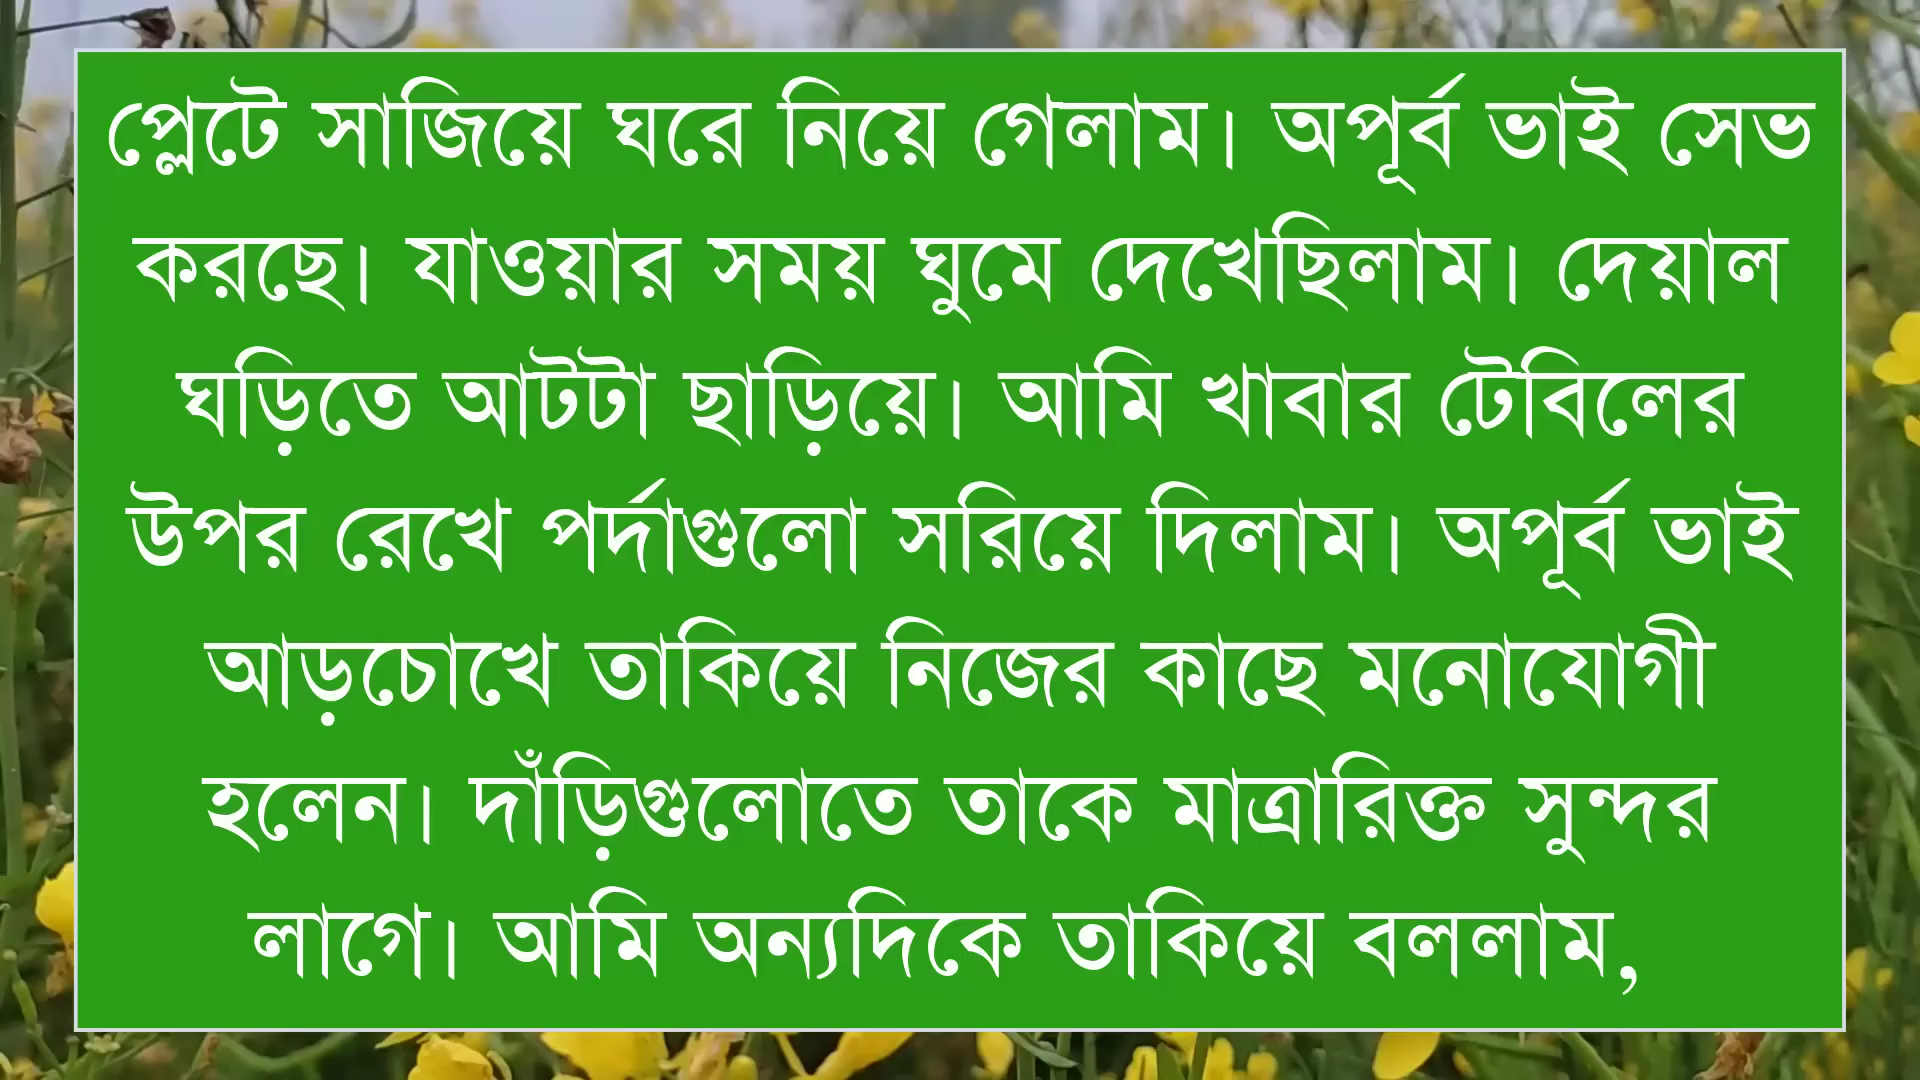 প্লেটে সাজিয়ে ঘরে নিয়ে গেলাম। অপূর্ব ভাই সেভ
করছে। যাওয়ার সময় ঘুমে দেখেছিলাম। দেয়াল
ঘড়িতে আটটা ছাড়িয়ে। আমি খাবার টেবিলের
উপর রেখে পর্দাগুলো সরিয়ে দিলাম। অপূর্ব ভাই
আড়চোখে তাকিয়ে নিজের কাছে মনোযোগী
হলেন। দাঁড়িগুলোতে তাকে মাত্রারিক্ত সুন্দর
লাগে। আমি অন্যদিকে তাকিয়ে বললাম,